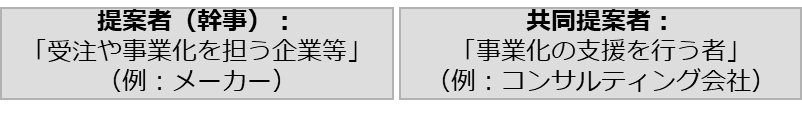 提案者（幹事）：
「受注や事業化を担う企業等」
（例：メーカー）
共同提案者：
「事業化の支援を行う者」
（例：コンサルティング会社）